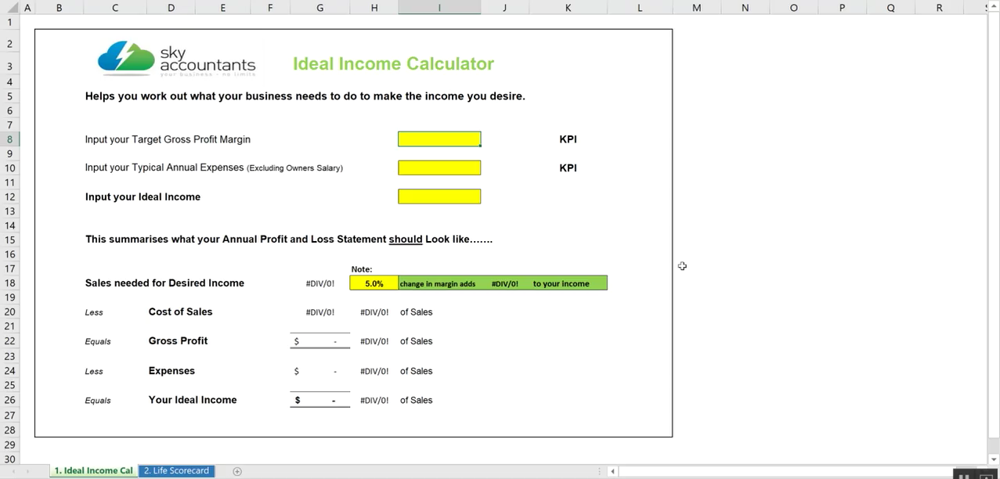 A B C D E F G H I J K L M N O P Q R
1
2
3
4
5
6
7
8
9
10
11
12
13
14
15
16
17
18
19
20
21
22
23
24
25
26
27
28
29
30
sky
accountants
your business - no limits
Ideal Income Calculator
Helps you work out what your business needs to do to make the income you desire.
Input your Target Gross Profit Margin KPI
Input your Typical Annual Expenses (Excluding Owners Salary) KPI
Input your Ideal Income
This summarises what your Annual Profit and Loss Statement should Look like.......
Note:
Sales needed for Desired Income #DIV/0! 5.0% change in margin adds #DIV/0! to your income
Less Cost of Sales #DIV/0! #DIV/0! of Sales
Equals Gross Profit $ - #DIV/0! of Sales
Less Expenses $ - #DIV/0! of Sales
Equals Your Ideal Income $ - #DIV/0! of Sales
1. Ideal Income Cal 2. Life Scorecard